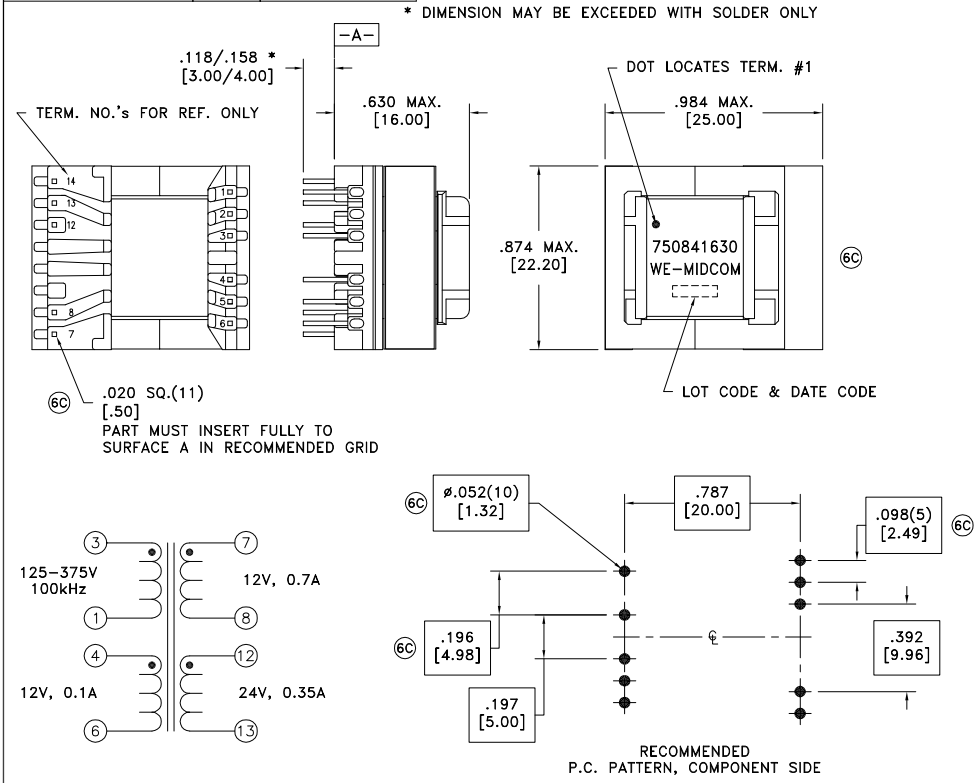 * DIMENSION MAY BE EXCEEDED WITH SOLDER ONLY
-A-
.118/.158 *
[3.00/4.00]
DOT LOCATES TERM. #1
.630 MAX.
[16.00]
.984 MAX.
[25.00]
TERM. NO.'s FOR REF. ONLY
14
13
12
8
7
1
2
3
4
5
6
.874 MAX.
[22.20]
750841630
WE-MIDCOM
6C
LOT CODE & DATE CODE
6C
.020 SQ.(11)
[.50]
PART MUST INSERT FULLY TO
SURFACE A IN RECOMMENDED GRID
3
7
125-375V
100kHz
12V, 0.7A
1
8
4
12
12V, 0.1A
24V, 0.35A
6
13
6C
ø.052(10)
[1.32]
.787
[20.00]
.098(5)
[2.49]
6C
6C
.196
[4.98]
℄
.392
[9.96]
.197
[5.00]
RECOMMENDED
P.C. PATTERN, COMPONENT SIDE